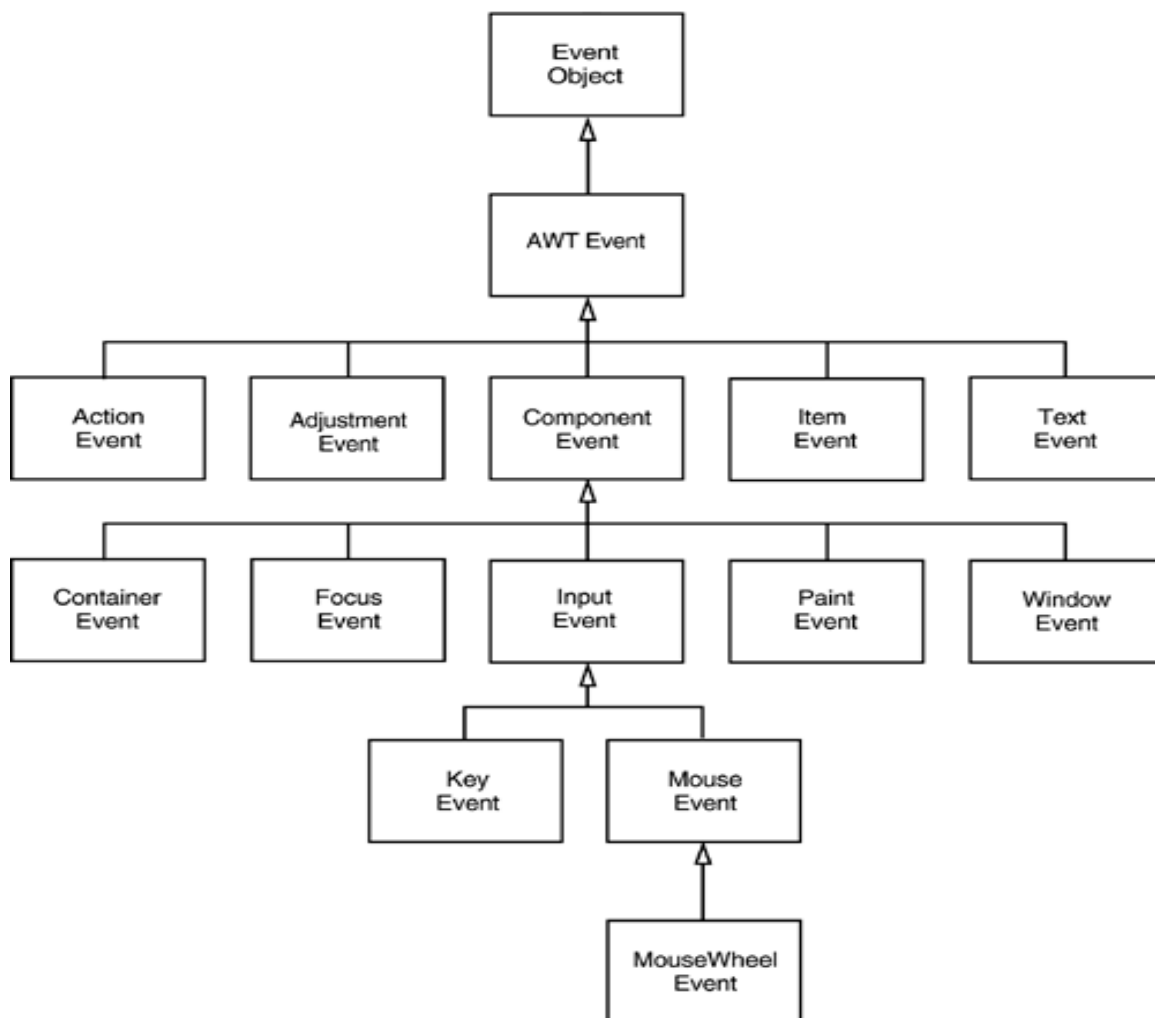 Event
Object
AWT Event
Action
Event
Adjustment
Event
Component
Event
Item
Event
Text
Event
Container
Event
Focus
Event
Input
Event
Paint
Event
Window
Event
Key
Event
Mouse
Event
MouseWheel
Event